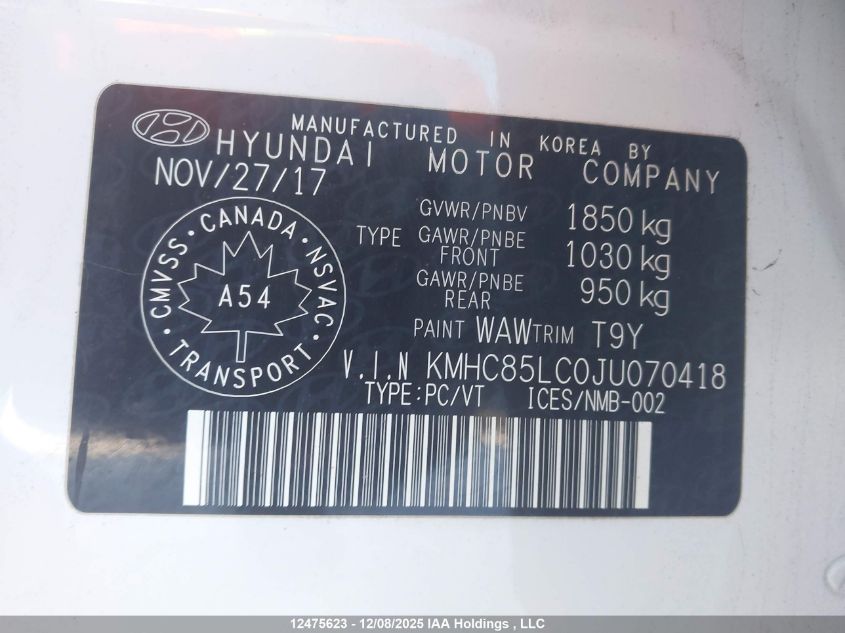 MANUFACTURED IN KOREA BY
HYUNDAI MOTOR COMPANY
NOV/27/17
CMVSS · CANADA · NSVAC
A54
TRANSPORT
TYPE
GVWR/PNBV 1850 kg
GAWR/PNBE FRONT 1030 kg
GAWR/PNBE REAR 950 kg
PAINT WAW TRIM T9Y
V.I.N KMHC85LC0JU070418
TYPE:PC/VT ICES/NMB-002
12475623 - 12/08/2025 IAA Holdings , LLC